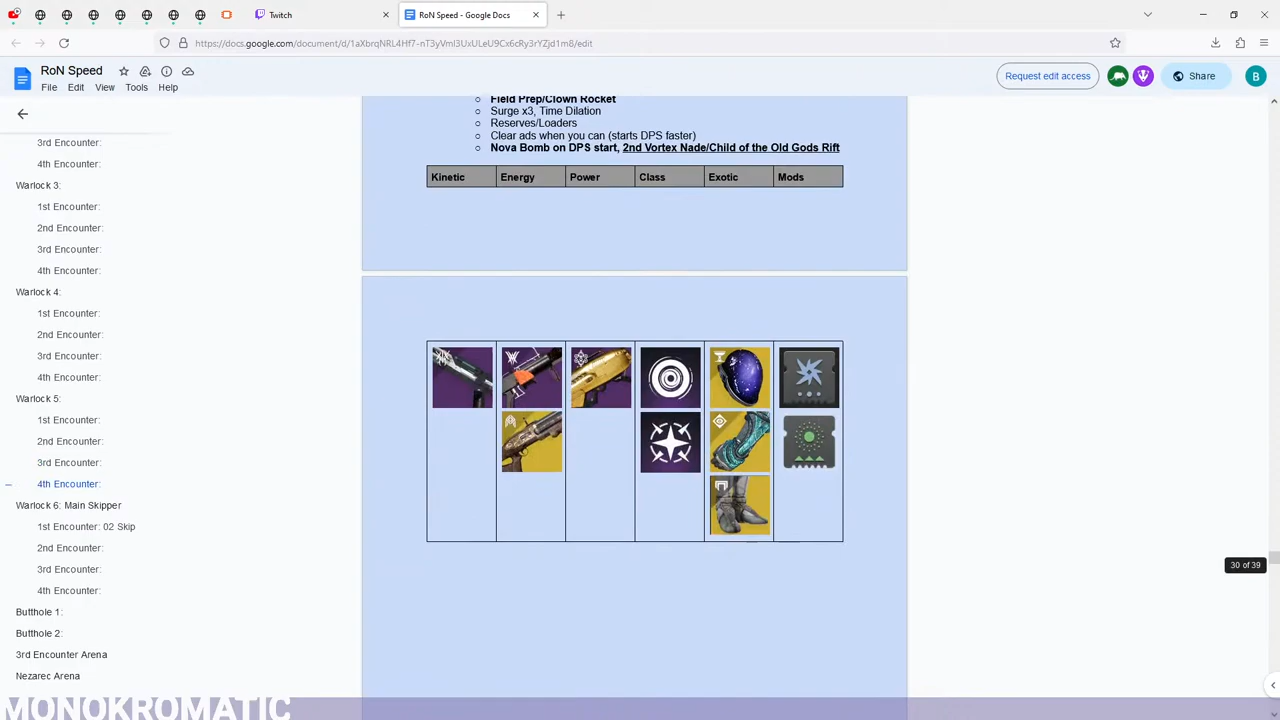 Twitch
RoN Speed - Google Docs
https://docs.google.com/document/d/1aXbrqNRL4Hf7-nT3yVmI3UxULeU9Cx6cRy3rYZjd1m8/edit
RoN Speed
File Edit View Tools Help
Request edit access
Share
B
3rd Encounter:
4th Encounter:
Warlock 3:
1st Encounter:
2nd Encounter:
3rd Encounter:
4th Encounter:
Warlock 4:
1st Encounter:
2nd Encounter:
3rd Encounter:
4th Encounter:
Warlock 5:
1st Encounter:
2nd Encounter:
3rd Encounter:
4th Encounter:
Warlock 6: Main Skipper
1st Encounter: 02 Skip
2nd Encounter:
3rd Encounter:
4th Encounter:
Butthole 1:
Butthole 2:
3rd Encounter Arena
Nezarec Arena
Field Prep/Clown Rocket
Surge x3, Time Dilation
Reserves/Loaders
Clear ads when you can (starts DPS faster)
Nova Bomb on DPS start, 2nd Vortex Nade/Child of the Old Gods Rift
Kinetic Energy Power Class Exotic Mods
30 of 39
MONOKROMATIC